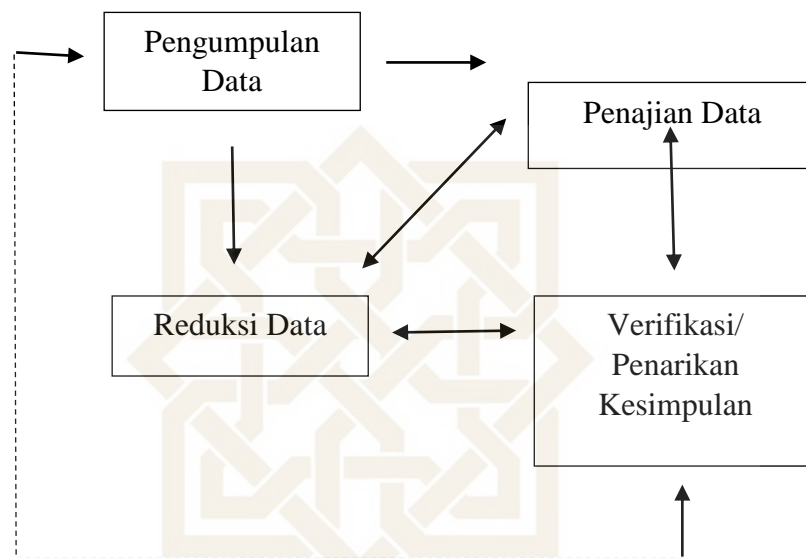 Pengumpulan
Data
Penajian Data
Reduksi Data
Verifikasi/
Penarikan
Kesimpulan